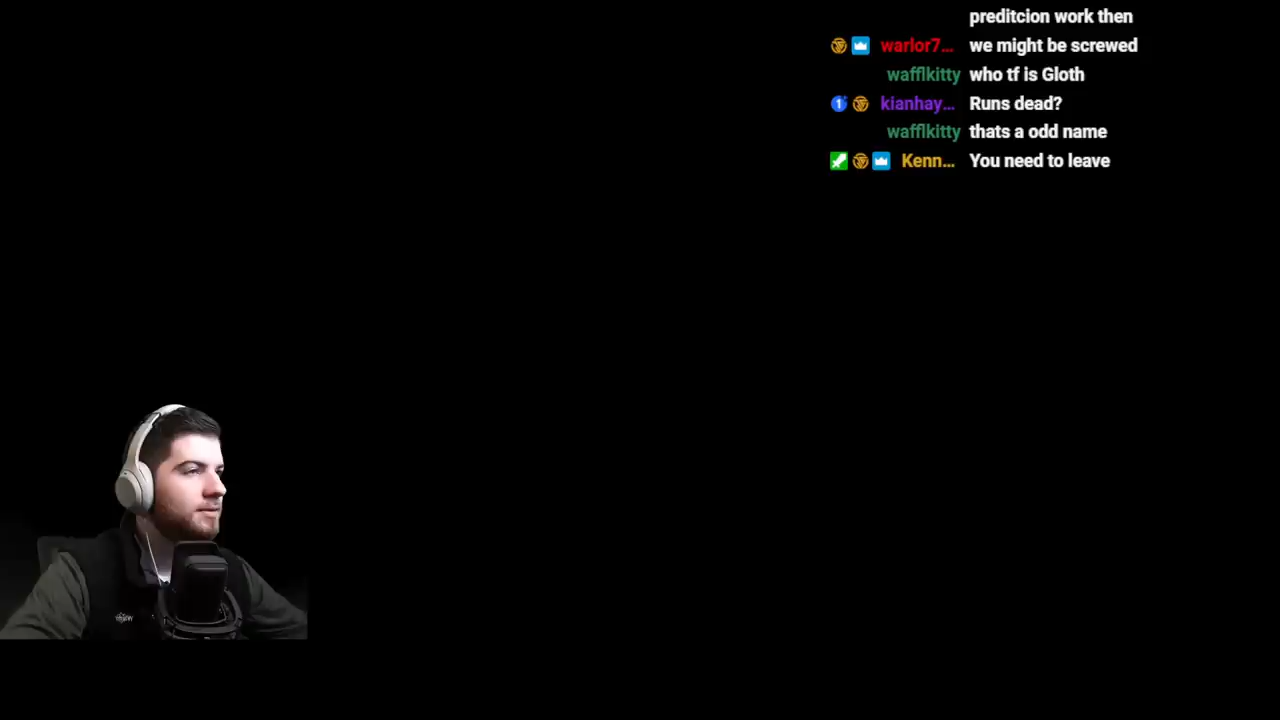 preditcion work then
warlor7… we might be screwed
wafflkitty who tf is Gloth
1 kianhay… Runs dead?
wafflkitty thats a odd name
Kenn… You need to leave